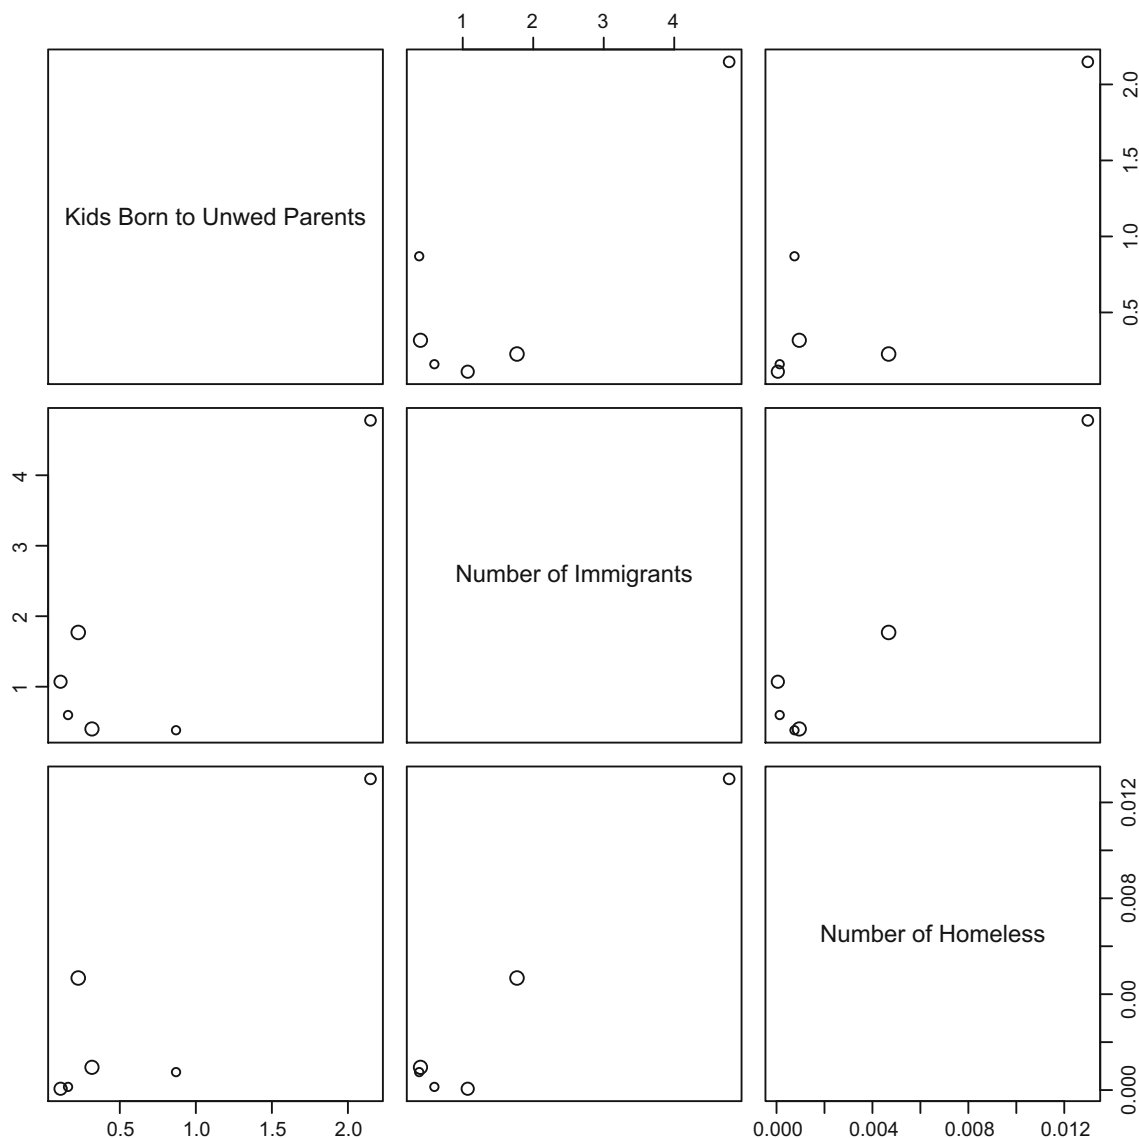 1 2 3 4
Kids Born to Unwed Parents
0.5 1.0 1.5 2.0
1 2 3 4
Number of Immigrants
Number of Homeless
0.000 0.00 0.008 0.012
0.5 1.0 1.5 2.0
0.000 0.004 0.008 0.012